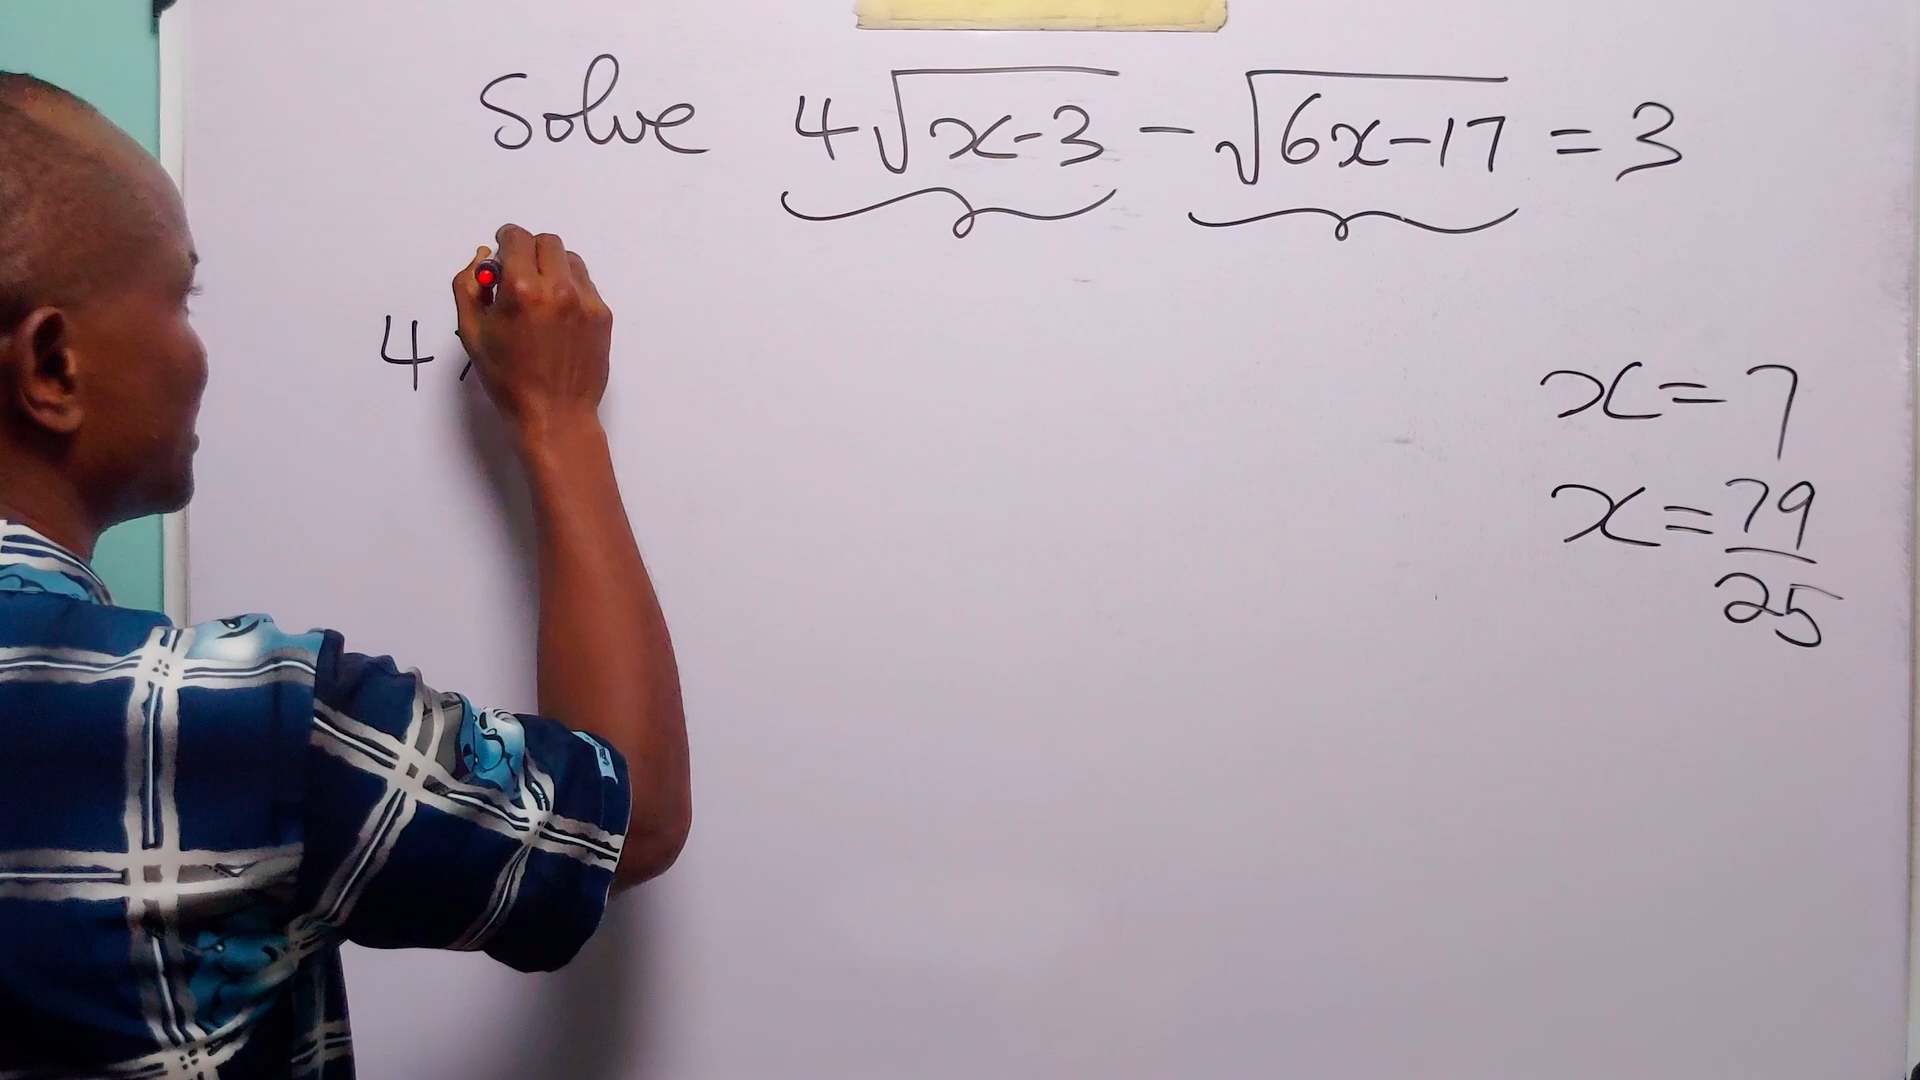 Solve 4√(x-3) - √(6x-17) = 3
4
x = 7
x = 79/25